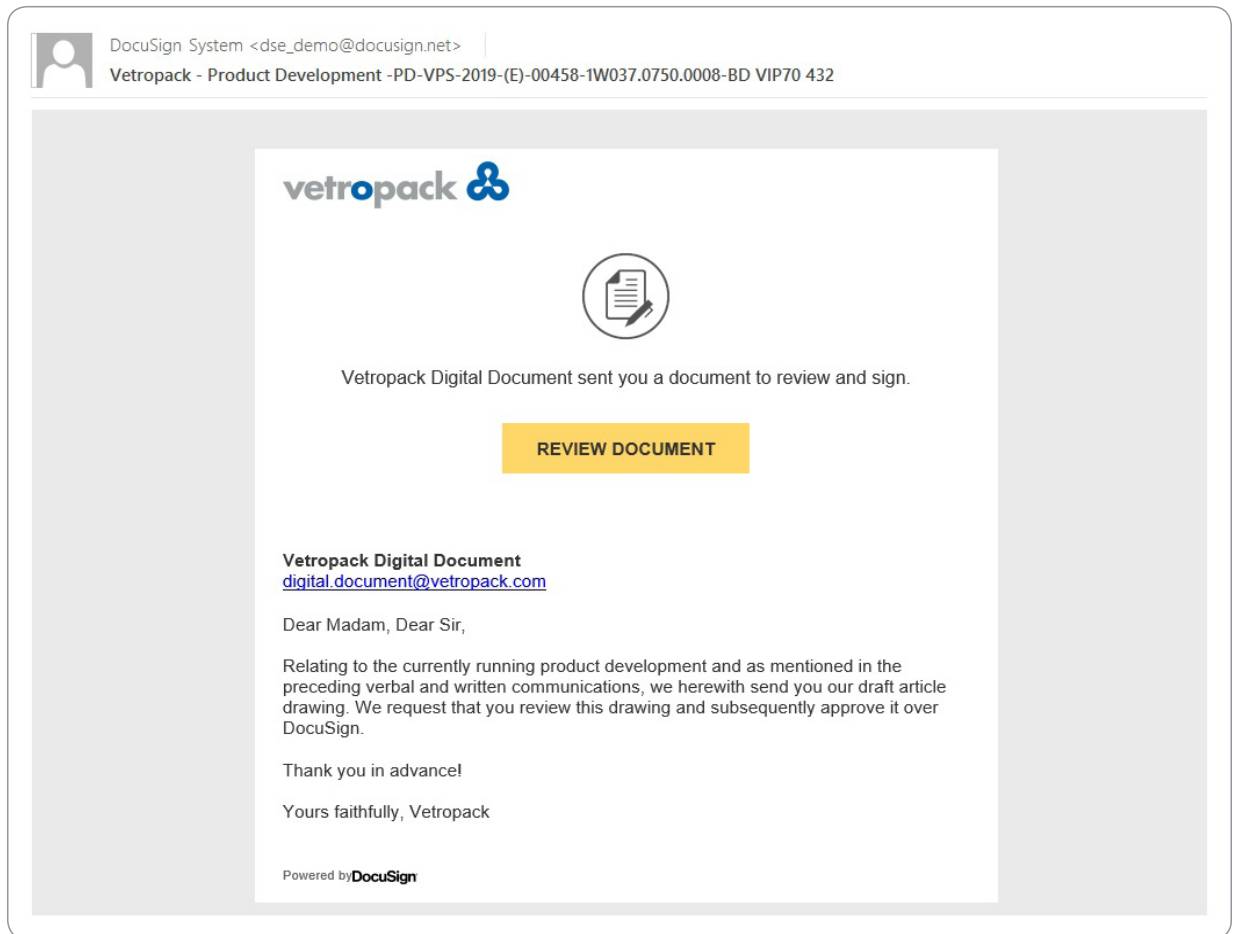 DocuSign System <dse_demo@docusign.net>
Vetropack - Product Development -PD-VPS-2019-(E)-00458-1W037.0750.0008-BD VIP70 432
vetropack
Vetropack Digital Document sent you a document to review and sign.
REVIEW DOCUMENT
Vetropack Digital Document
digital.document@vetropack.com
Dear Madam, Dear Sir,
Relating to the currently running product development and as mentioned in the
preceding verbal and written communications, we herewith send you our draft article
drawing. We request that you review this drawing and subsequently approve it over
DocuSign.
Thank you in advance!
Yours faithfully, Vetropack
Powered by DocuSign